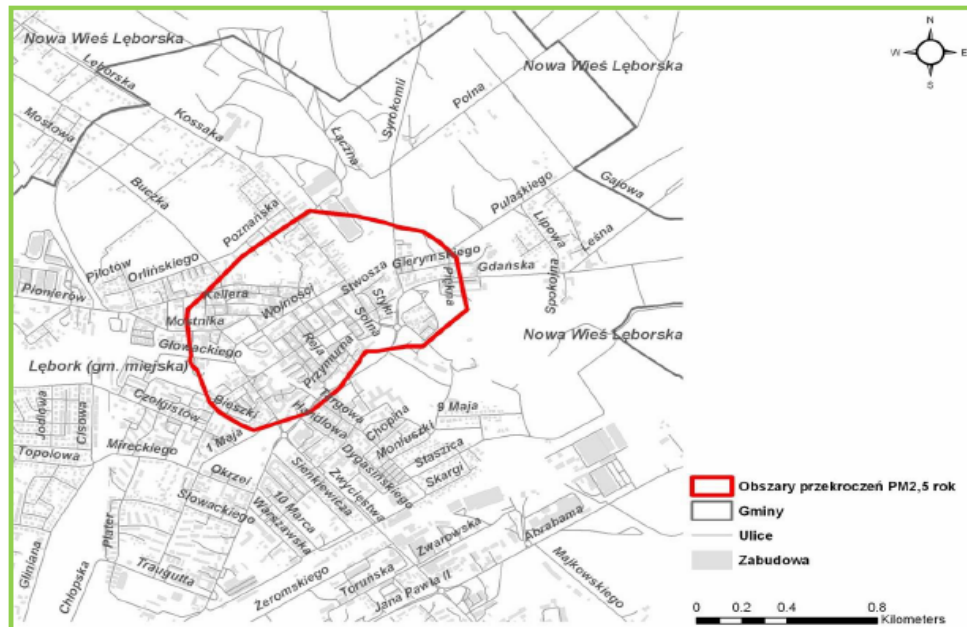 Nowa Wieś Lęborska
N
W
E
S
Nowa Wieś Lęborska
Lęborska
Kossaka
Mostowa
Łączna
Syrokomli
Polna
Buczka
Poznańska
Pułaskiego
Gajowa
Lipowa
Leśna
Pilotów
Orlińskiego
Gierymskiego
Gdańska
Piękna
Spokojna
Pionierów
Kellera
Wolności
Stwosza
Styki
Solna
Mostnika
Głowackiego
Reja
Przymurna
Nowa Wieś Lęborska
Lębork (gm. miejska)
Czołgistów
Bieszki
Targowa
Handlowa
Chopina
9 Maja
Jodłowa
Cisowa
Mireckiego
1 Maja
Moniuszki
Staszica
Topolowa
Okrzei
Sienkiewicza
Dygasińskiego
Skargi
Słowackiego
10 Marca
Zwycięstwa
Warszawska
Plater
Gliniana
Chłopska
Traugutta
Żeromskiego
Toruńska
Zwarowska
Abrahama
Jana Pawła II
Majkowskiego
Obszary przekroczeń PM2,5 rok
Gminy
Ulice
Zabudowa
0 0.2 0.4 0.8
Kilometers